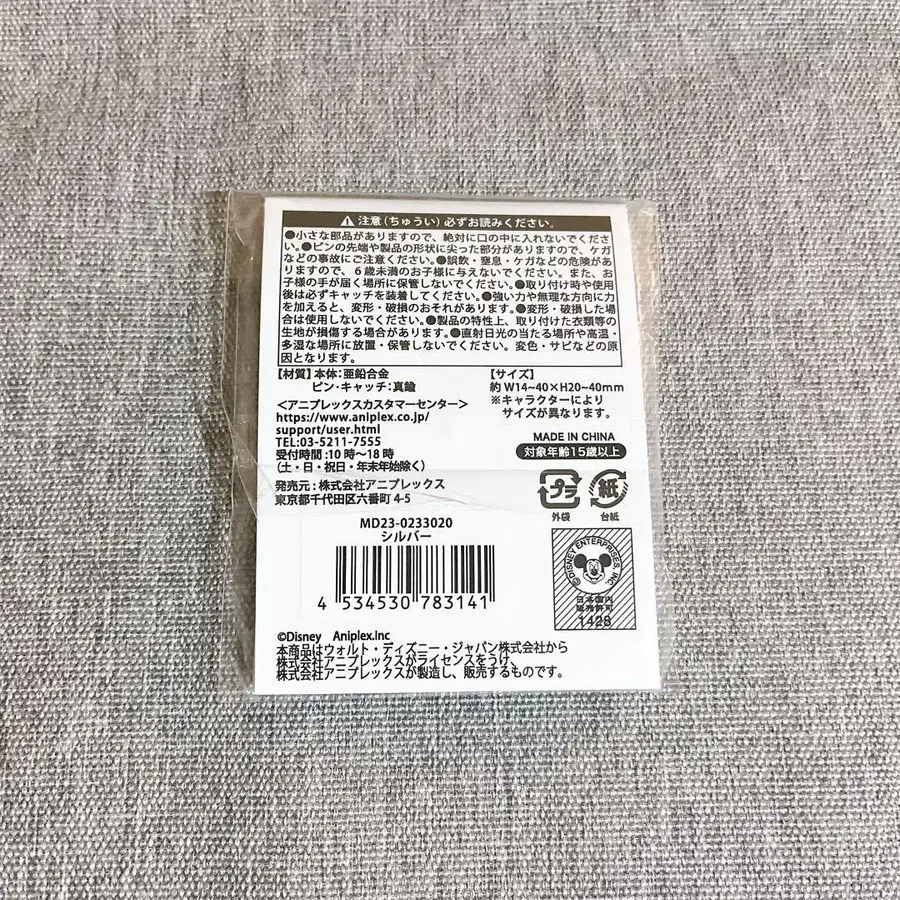 注意(ちゅうい)必ずお読みください。
●小さな部品がありますので、絶対に口の中に入れないでくださ
い。●ピンの先端や製品の形状に尖った部分がありますので、ケガ
などの事故にご注意ください。●誤飲・窒息・ケガなどの危険があ
りますので、6歳未満のお子様に与えないでください。また、お
子様の手が届く場所に保管しないでください。●取り付け時や使用
後は必ずキャッチを装着してください。●強い力や無理な方向に力
を加えると、変形・破損のおそれがあります。●変形・破損した場
合は使用しないでください。●製品の特性上、取り付けた衣類等の
生地が損傷する場合があります。●直射日光の当たる場所や高温・
多湿な場所に放置・保管しないでください。変色・サビなどの原
因となります。
【材質】本体:亜鉛合金
ピン・キャッチ:真鍮
【サイズ】
約 W14~40×H20~40mm
※キャラクターにより
サイズが異なります。
<アニプレックスカスタマーセンター>
https://www.aniplex.co.jp/
support/user.html
TEL:03-5211-7555
受付時間:10時~18時
(土・日・祝日・年末年始除く)
MADE IN CHINA
対象年齢15歳以上
発売元:株式会社アニプレックス
東京都千代田区六番町 4-5
プラ
外袋
紙
台紙
MD23-0233020
シルバー
4 534530 783141
©DISNEY ENTERPRISES, INC.
日本国内
販売許可
1428
©Disney Aniplex.Inc
本商品はウォルト・ディズニー・ジャパン株式会社から
株式会社アニプレックスがライセンスをうけ、
株式会社アニプレックスが製造し、販売するものです。